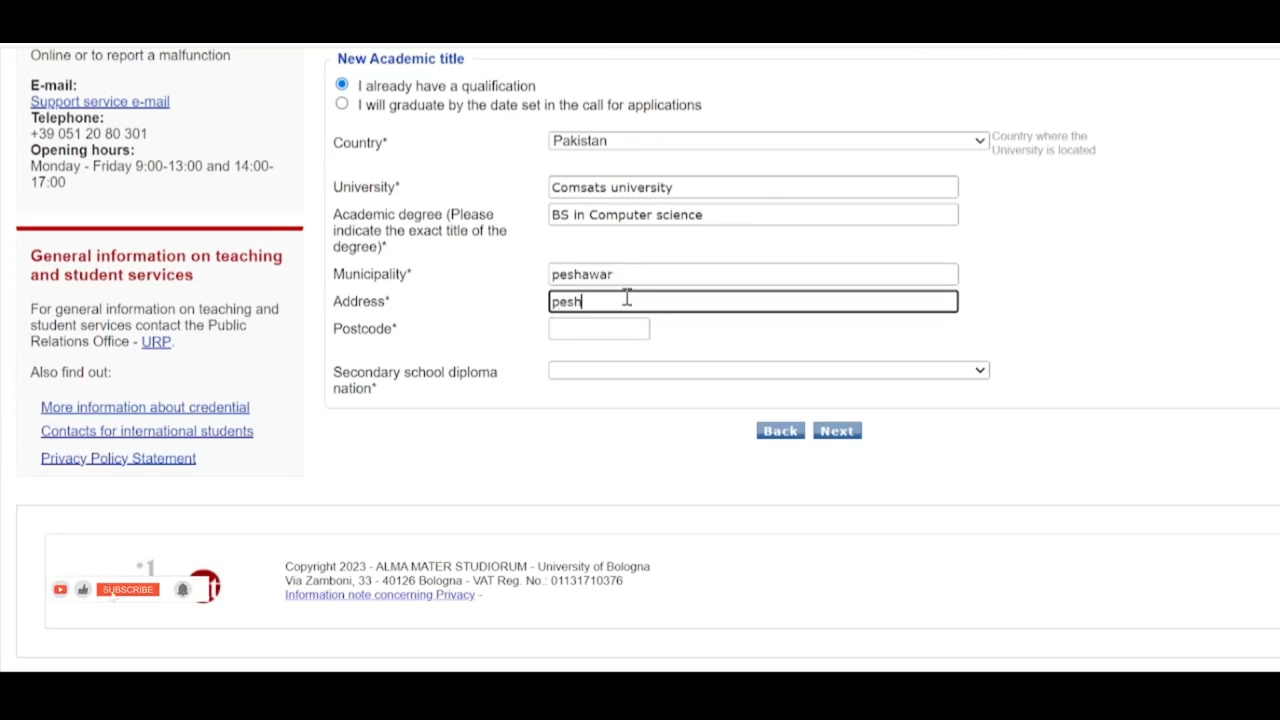 Online or to report a malfunction
E-mail:
Support service e-mail
Telephone:
+39 051 20 80 301
Opening hours:
Monday - Friday 9:00-13:00 and 14:00-
17:00
General information on teaching
and student services
For general information on teaching and
student services contact the Public
Relations Office - URP.
Also find out:
More information about credential
Contacts for international students
Privacy Policy Statement
New Academic title
I already have a qualification
I will graduate by the date set in the call for applications
Country*
Pakistan
Country where the
University is located
University*
Comsats university
Academic degree (Please
indicate the exact title of the
degree)*
BS in Computer science
Municipality*
peshawar
Address*
pesh
Postcode*
Secondary school diploma
nation*
Back
Next
SUBSCRIBE
Copyright 2023 - ALMA MATER STUDIORUM - University of Bologna
Via Zamboni, 33 - 40126 Bologna - VAT Reg. No.: 01131710376
Information note concerning Privacy -